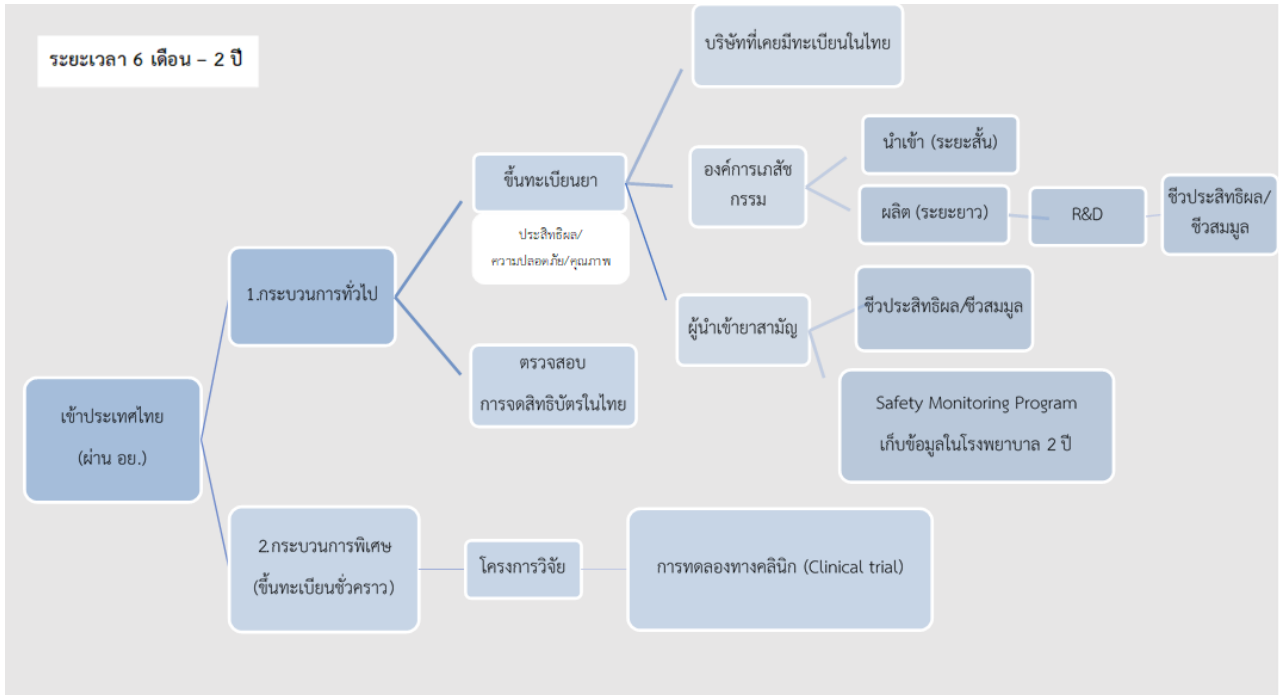 ระยะเวลา 6 เดือน – 2 ปี
เข้าประเทศไทย
(ผ่าน อย.)
1.กระบวนการทั่วไป
ขึ้นทะเบียนยา
ประสิทธิผล/
ความปลอดภัย/คุณภาพ
บริษัทที่เคยมีทะเบียนในไทย
องค์การเภสัช
กรรม
นำเข้า (ระยะสั้น)
ผลิต (ระยะยาว)
R&D
ชีวประสิทธิผล/
ชีวสมมูล
ผู้นำเข้ายาสามัญ
ชีวประสิทธิผล/ชีวสมมูล
Safety Monitoring Program
เก็บข้อมูลในโรงพยาบาล 2 ปี
ตรวจสอบ
การจดสิทธิบัตรในไทย
2.กระบวนการพิเศษ
(ขึ้นทะเบียนชั่วคราว)
โครงการวิจัย
การทดลองทางคลินิก (Clinical trial)